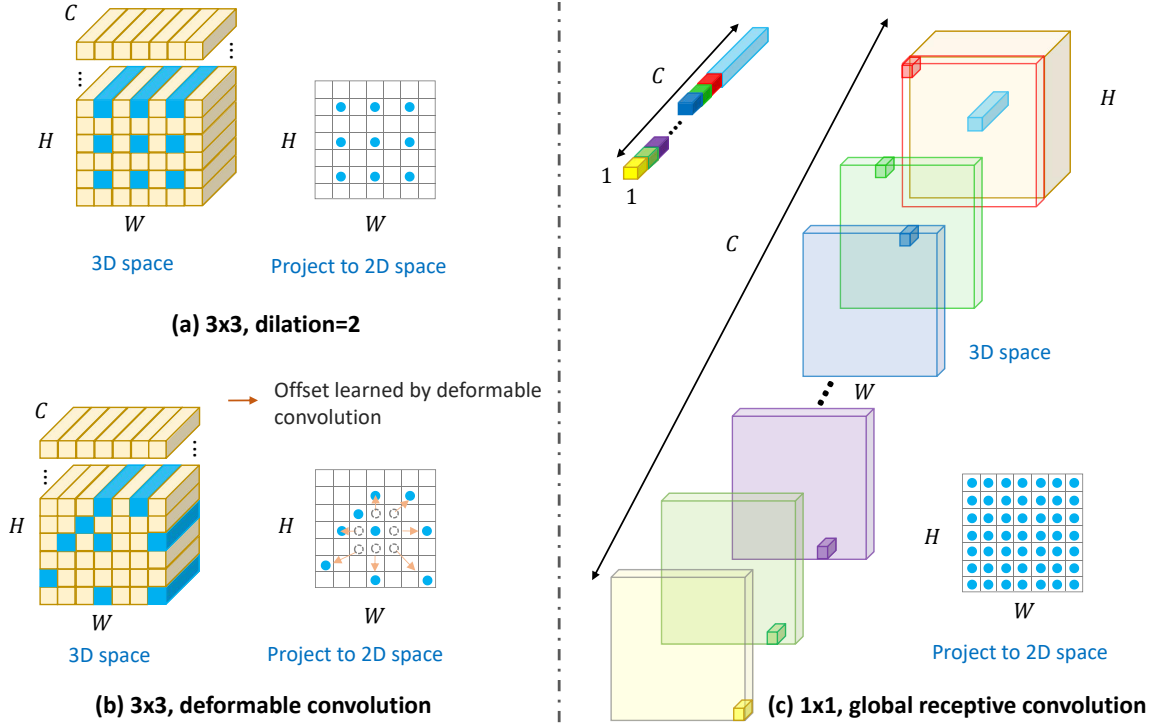 C
H
W
H
W
3D space
Project to 2D space
(a) 3x3, dilation=2
Offset learned by deformable
convolution
C
H
W
H
W
3D space
Project to 2D space
(b) 3x3, deformable convolution
C
1
1
C
H
W
3D space
H
W
Project to 2D space
(c) 1x1, global receptive convolution